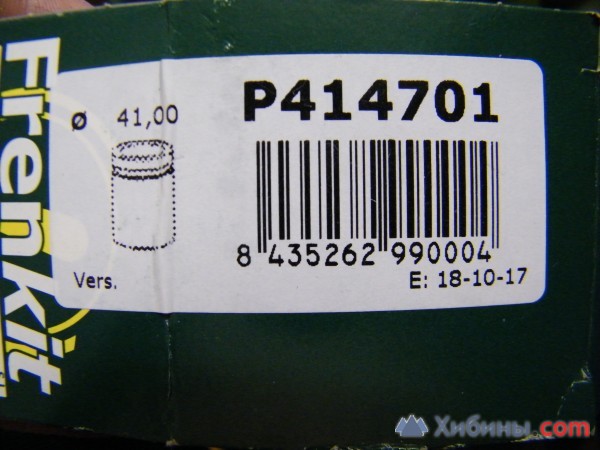 Frenkit
P414701
ø 41,00
8 435262 990004
Vers.
E: 18-10-17
Хибины.com